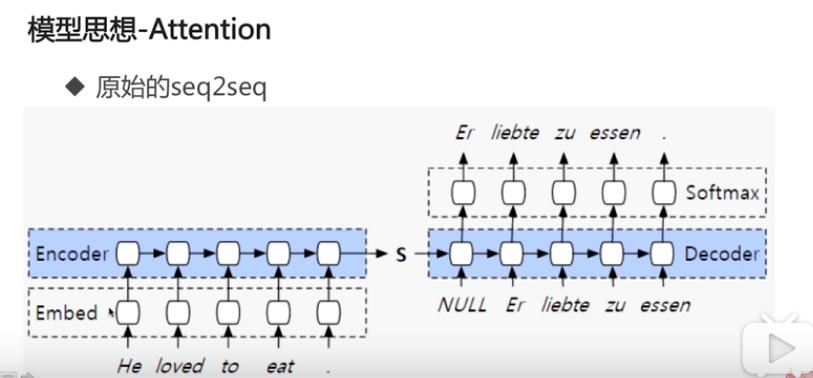 模型思想-Attention
◆ 原始的seq2seq
Er liebte zu essen .
Softmax
Encoder
S
Decoder
Embed
NULL Er liebte zu essen
He loved to eat .